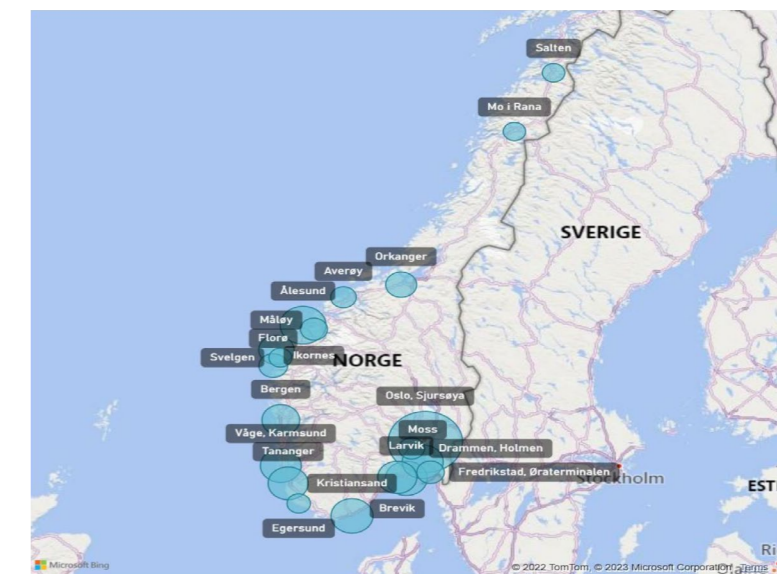 Salten
Mo i Rana
SVERIGE
Orkanger
Averøy
Ålesund
Måløy
Florø
Svelgen
Ikornes
NORGE
Bergen
Oslo, Sjursøya
Våge, Karmsund
Moss
Tananger
Larvik
Drammen, Holmen
Fredrikstad, Øraterminalen
Stockholm
Kristiansand
EST
Brevik
Egersund
Ri
Microsoft Bing
© 2022 TomTom, © 2023 Microsoft Corporation Terms